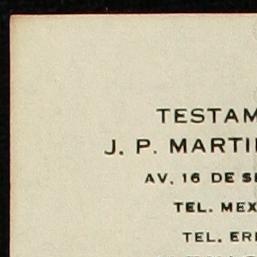 TESTAM
J. P. MARTI
AV. 16 DE S
TEL. MEX
TEL. ER